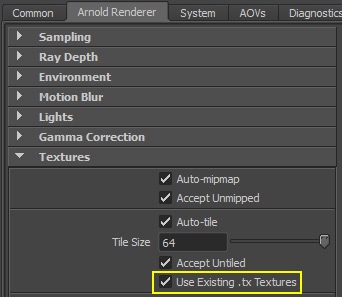 Common Arnold Renderer System AOVs Diagnostics
Sampling
Ray Depth
Environment
Motion Blur
Lights
Gamma Correction
Textures
Auto-mipmap
Accept Unmipped
Auto-tile
Tile Size 64
Accept Untiled
Use Existing .tx Textures